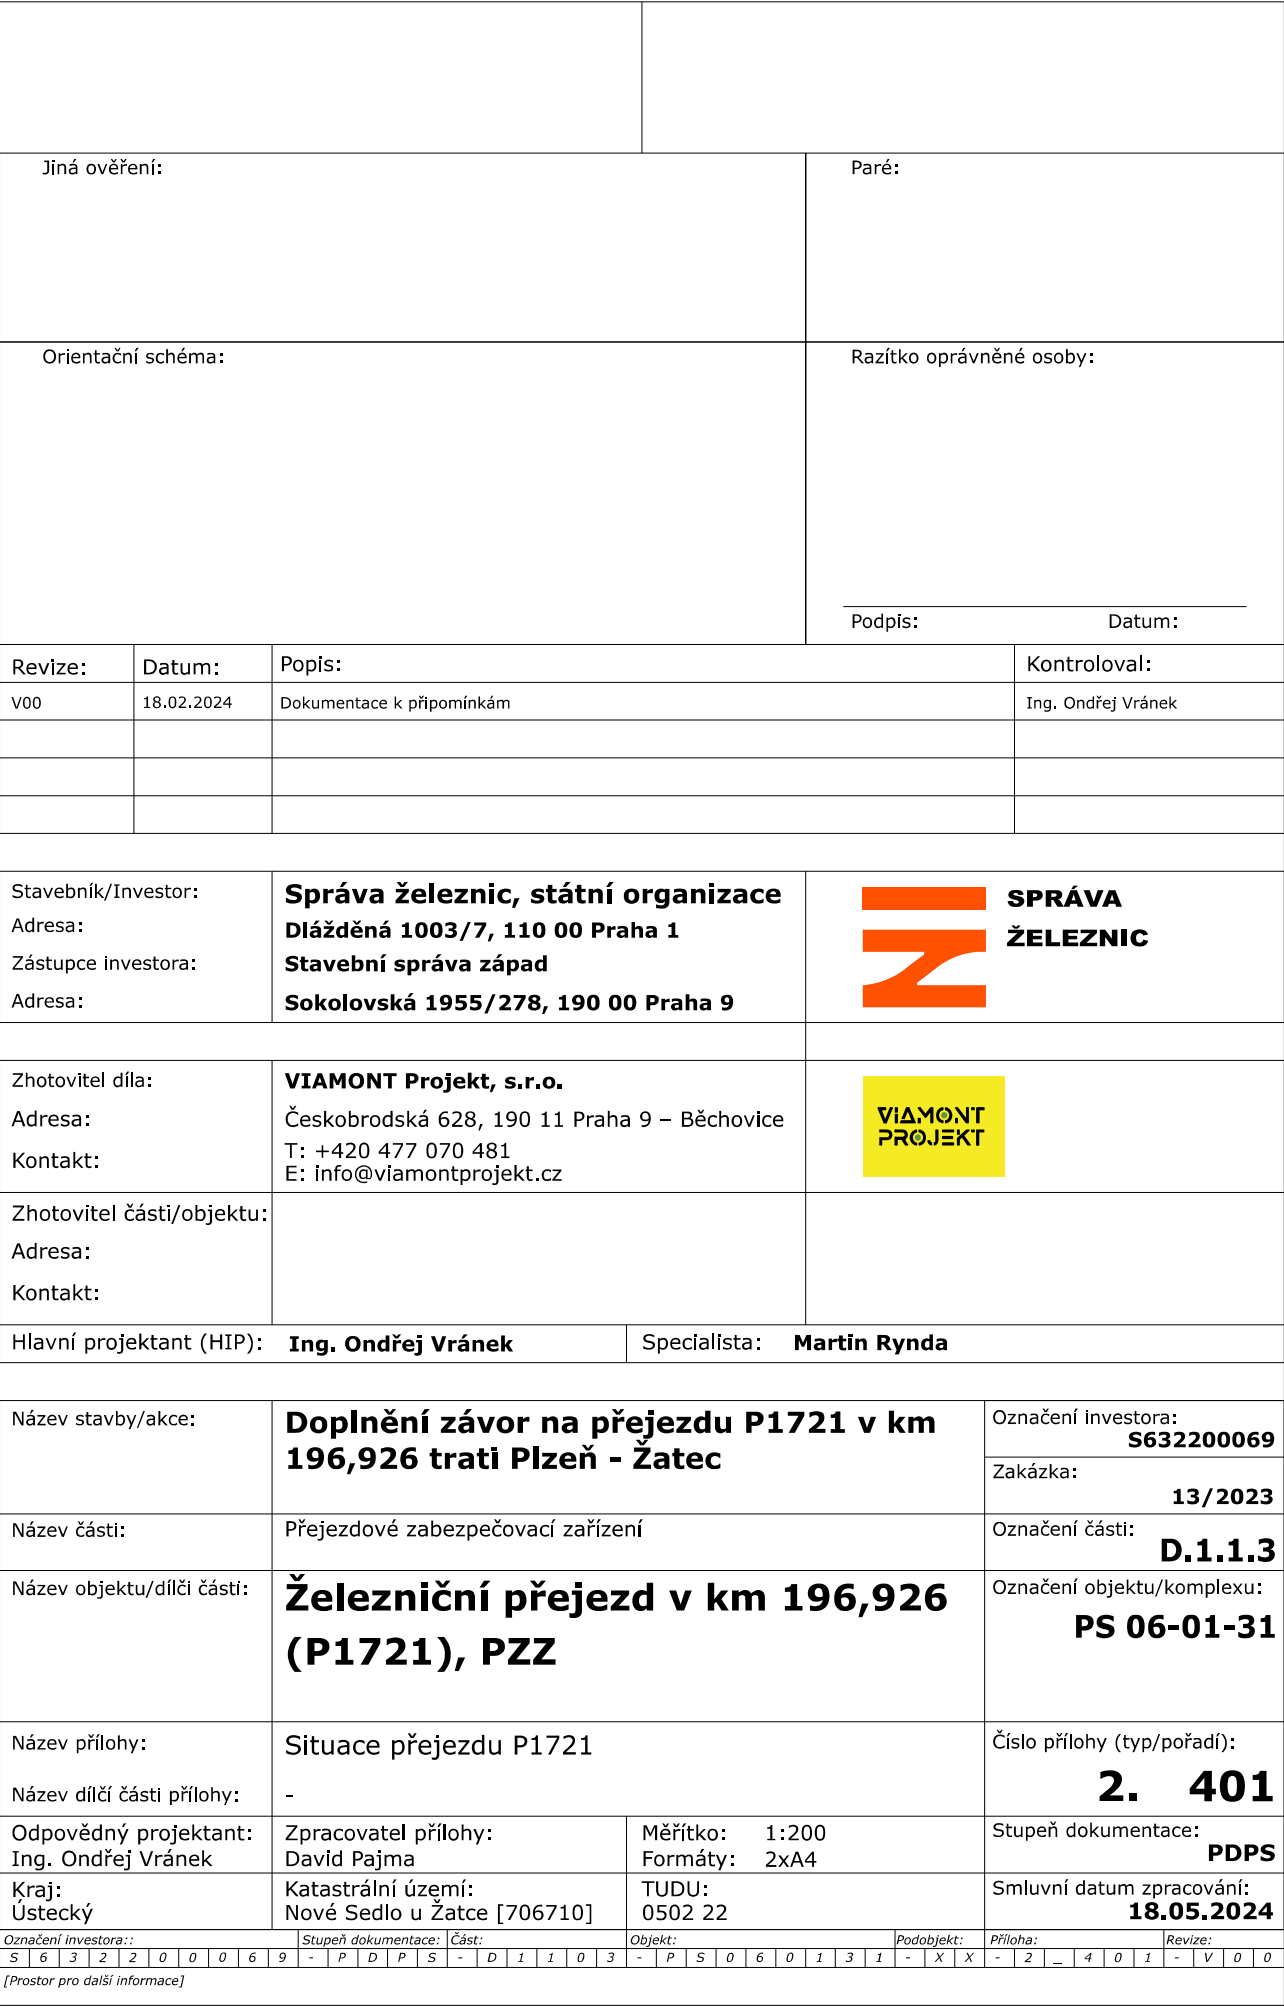 Jiná ověření:
Paré:
Orientační schéma:
Razítko oprávněné osoby:
Podpis: Datum:
Revize: Datum: Popis: Kontroloval:
V00 18.02.2024 Dokumentace k připomínkám Ing. Ondřej Vránek
Stavebník/Investor: Správa železnic, státní organizace
Adresa: Dlážděná 1003/7, 110 00 Praha 1
Zástupce investora: Stavební správa západ
Adresa: Sokolovská 1955/278, 190 00 Praha 9
SPRÁVA
ŽELEZNIC
Zhotovitel díla: VIAMONT Projekt, s.r.o.
Adresa: Českobrodská 628, 190 11 Praha 9 – Běchovice
Kontakt: T: +420 477 070 481
E: info@viamontprojekt.cz
VIAMONT
PROJEKT
Zhotovitel části/objektu:
Adresa:
Kontakt:
Hlavní projektant (HIP): Ing. Ondřej Vránek Specialista: Martin Rynda
Název stavby/akce: Doplnění závor na přejezdu P1721 v km
196,926 trati Plzeň - Žatec
Označení investora:
S632200069
Zakázka:
13/2023
Název části: Přejezdové zabezpečovací zařízení
Označení části:
D.1.1.3
Název objektu/dílči části: Železniční přejezd v km 196,926
(P1721), PZZ
Označení objektu/komplexu:
PS 06-01-31
Název přílohy: Situace přejezdu P1721
Název dílčí části přílohy: -
Číslo přílohy (typ/pořadí):
2. 401
Odpovědný projektant: Zpracovatel přílohy: Měřítko: 1:200
Ing. Ondřej Vránek David Pajma Formáty: 2xA4
Stupeň dokumentace:
PDPS
Kraj: Katastrální území: TUDU:
Ústecký Nové Sedlo u Žatce [706710] 0502 22
Smluvní datum zpracování:
18.05.2024
Označení investora:: Stupeň dokumentace: Část: Objekt: Podobjekt: Příloha: Revize:
S 6 3 2 2 0 0 0 6 9 - P D P S - D 1 1 0 3 - P S 0 6 0 1 3 1 - X X - 2 _ 4 0 1 - V 0 0
[Prostor pro další informace]